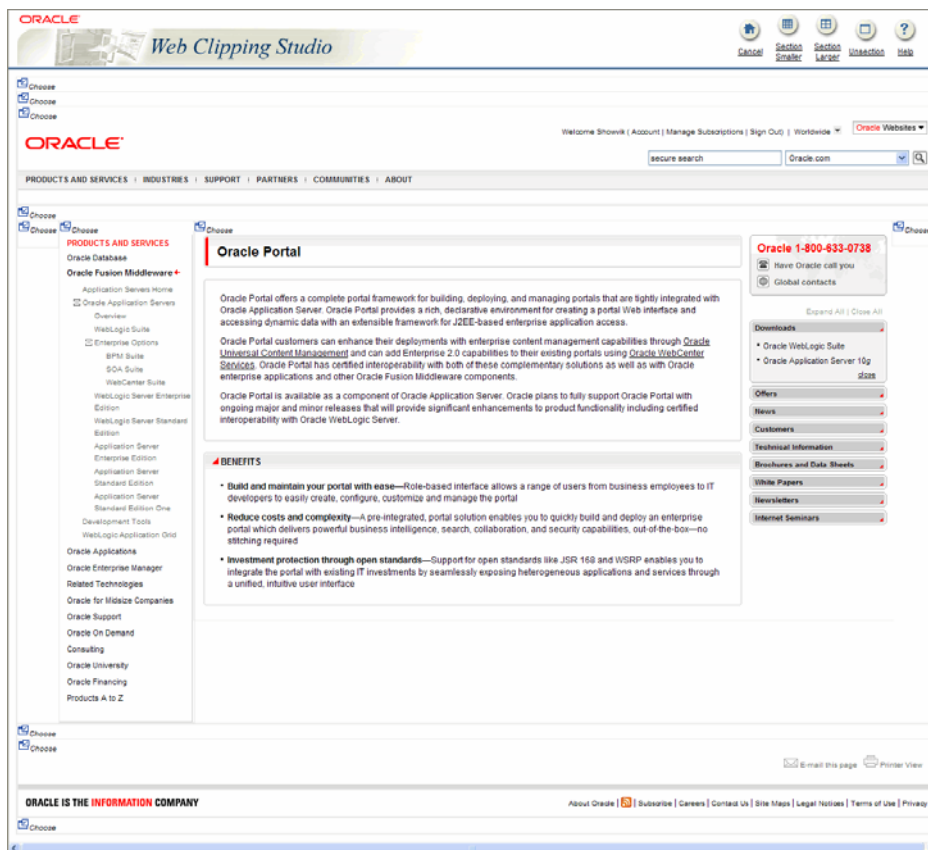 ORACLE
Web Clipping Studio
Cancel
Section Smaller
Section Larger
Unsection
Help
Choose
Choose
Choose
ORACLE
Welcome Showvik ( Account | Manage Subscriptions | Sign Out) | Worldwide
Oracle Websites
secure search
Oracle.com
PRODUCTS AND SERVICES | INDUSTRIES | SUPPORT | PARTNERS | COMMUNITIES | ABOUT
Choose
Choose
Choose
Choose
Choose
PRODUCTS AND SERVICES
Oracle Database
Oracle Fusion Middleware
Application Servers Home
Oracle Application Servers
Overview
WebLogic Suite
Enterprise Options
BPM Suite
SOA Suite
WebCenter Suite
WebLogic Server Enterprise
Edition
WebLogic Server Standard
Edition
Application Server
Enterprise Edition
Application Server
Standard Edition
Application Server
Standard Edition One
Development Tools
WebLogic Application Grid
Oracle Applications
Oracle Enterprise Manager
Related Technologies
Oracle for Midsize Companies
Oracle Support
Oracle On Demand
Consulting
Oracle University
Oracle Financing
Products A to Z
Oracle Portal
Oracle Portal offers a complete portal framework for building, deploying, and managing portals that are tightly integrated with
Oracle Application Server. Oracle Portal provides a rich, declarative environment for creating a portal Web interface and
accessing dynamic data with an extensible framework for J2EE-based enterprise application access.
Oracle Portal customers can enhance their deployments with enterprise content management capabilities through Oracle
Universal Content Management and can add Enterprise 2.0 capabilities to their existing portals using Oracle WebCenter
Services. Oracle Portal has certified interoperability with both of these complementary solutions as well as with Oracle
enterprise applications and other Oracle Fusion Middleware components.
Oracle Portal is available as a component of Oracle Application Server. Oracle plans to fully support Oracle Portal with
ongoing major and minor releases that will provide significant enhancements to product functionality including certified
interoperability with Oracle WebLogic Server.
BENEFITS
• Build and maintain your portal with ease—Role-based interface allows a range of users from business employees to IT
developers to easily create, configure, customize and manage the portal
• Reduce costs and complexity—A pre-integrated, portal solution enables you to quickly build and deploy an enterprise
portal which delivers powerful business intelligence, search, collaboration, and security capabilities, out-of-the-box—no
stitching required
• Investment protection through open standards—Support for open standards like JSR 168 and WSRP enables you to
integrate the portal with existing IT investments by seamlessly exposing heterogeneous applications and services through
a unified, intuitive user interface
Oracle 1-800-633-0738
Have Oracle call you
Global contacts
Expand All | Close All
Downloads
• Oracle WebLogic Suite
• Oracle Application Server 10g
close
Offers
News
Customers
Technical Information
Brochures and Data Sheets
White Papers
Newsletters
Internet Seminars
Choose
Choose
E-mail this page
Printer View
ORACLE IS THE INFORMATION COMPANY
About Oracle | Subscribe | Careers | Contact Us | Site Maps | Legal Notices | Terms of Use | Privacy
Choose